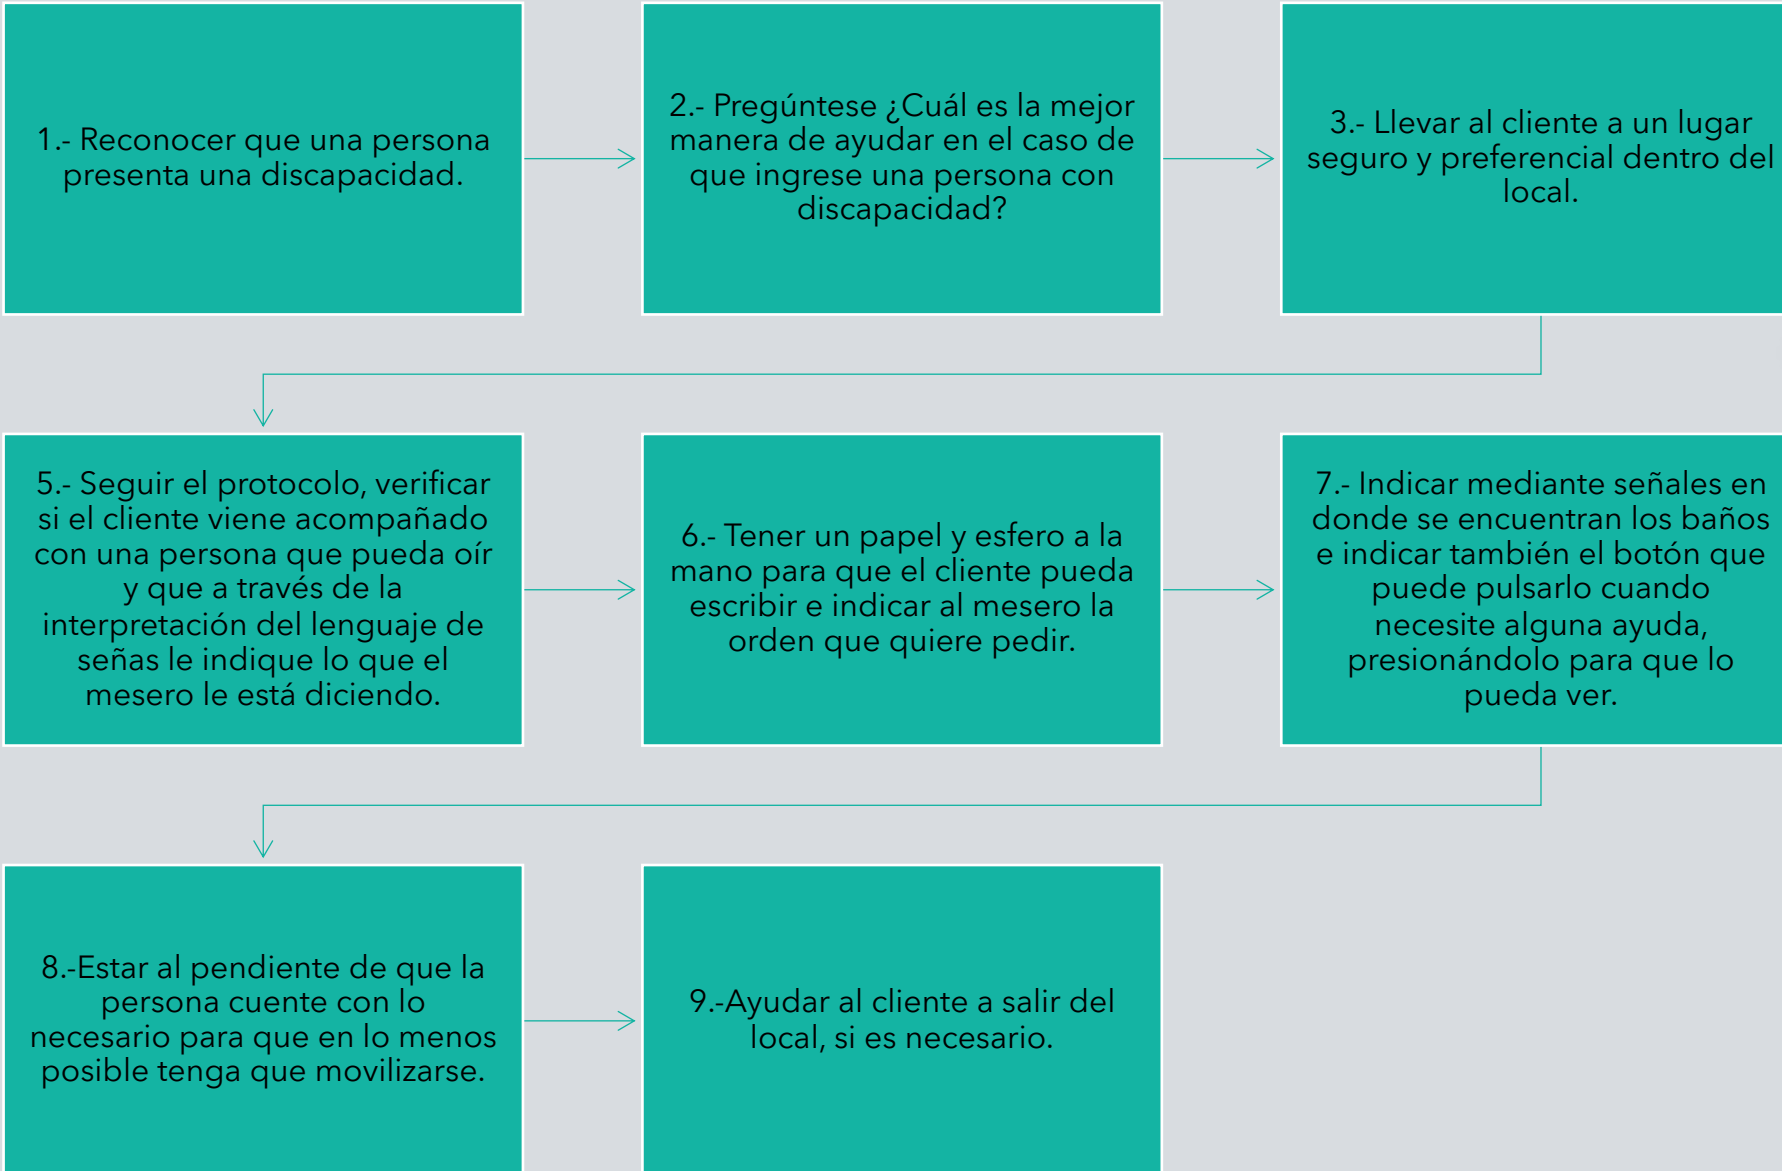 1.- Reconocer que una persona
presenta una discapacidad.
2.- Pregúntese ¿Cuál es la mejor
manera de ayudar en el caso de
que ingrese una persona con
discapacidad?
3.- Llevar al cliente a un lugar
seguro y preferencial dentro del
local.
5.- Seguir el protocolo, verificar
si el cliente viene acompañado
con una persona que pueda oír
y que a través de la
interpretación del lenguaje de
señas le indique lo que el
mesero le está diciendo.
6.- Tener un papel y esfero a la
mano para que el cliente pueda
escribir e indicar al mesero la
orden que quiere pedir.
7.- Indicar mediante señales en
donde se encuentran los baños
e indicar también el botón que
puede pulsarlo cuando
necesite alguna ayuda,
presionándolo para que lo
pueda ver.
8.-Estar al pendiente de que la
persona cuente con lo
necesario para que en lo menos
posible tenga que movilizarse.
9.-Ayudar al cliente a salir del
local, si es necesario.